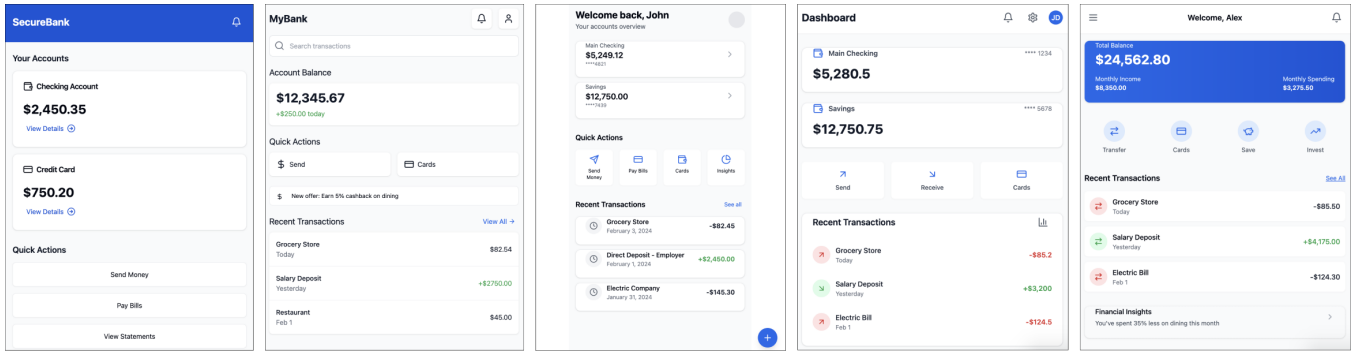 SecureBank
Your Accounts
Checking Account
$2,450.35
View Details
Credit Card
$750.20
View Details
Quick Actions
Send Money
Pay Bills
View Statements
MyBank
Search transactions
Account Balance
$12,345.67
+$250.00 today
Quick Actions
Send
Cards
New offer: Earn 5% cashback on dining
Recent Transactions
View All →
Grocery Store
Today
$82.54
Salary Deposit
Yesterday
+$2750.00
Restaurant
Feb 1
$45.00
Welcome back, John
Your accounts overview
Main Checking
$5,249.12
****4821
Savings
$12,750.00
****7439
Quick Actions
Send
Money
Pay Bills
Cards
Insights
Recent Transactions
See all
Grocery Store
February 3, 2024
-$82.45
Direct Deposit - Employer
February 1, 2024
+$2,450.00
Electric Company
January 31, 2024
-$145.30
Dashboard
JD
Main Checking
**** 1234
$5,280.5
Savings
**** 5678
$12,750.75
Send
Receive
Cards
Recent Transactions
Grocery Store
Today
-$85.2
Salary Deposit
Yesterday
+$3,200
Electric Bill
Feb 1
-$124.5
Welcome, Alex
Total Balance
$24,562.80
Monthly Income
$8,350.00
Monthly Spending
$3,275.50
Transfer
Cards
Save
Invest
Recent Transactions
See All
Grocery Store
Today
-$85.50
Salary Deposit
Yesterday
+$4,175.00
Electric Bill
Feb 1
-$124.30
Financial Insights
You've spent 35% less on dining this month